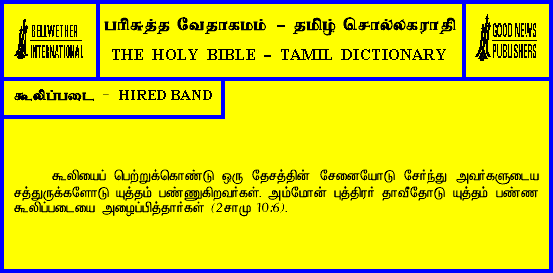 BELLWETHER
INTERNATIONAL
பரிசுத்த வேதாகமம் - தமிழ் சொல்லகராதி
THE HOLY BIBLE - TAMIL DICTIONARY
GOOD NEWS
PUBLISHERS
கூலிப்படை - HIRED BAND
கூலியைப் பெற்றுக்கொண்டு ஒரு தேசத்தின் சேனையோடு சேர்ந்து அவர்களுடைய
சத்துருக்களோடு யுத்தம் பண்ணுகிறவர்கள். அம்மோன் புத்திரர் தாவீதோடு யுத்தம் பண்ண
கூலிப்படையை அழைப்பித்தார்கள் (2சாமு 10:6).